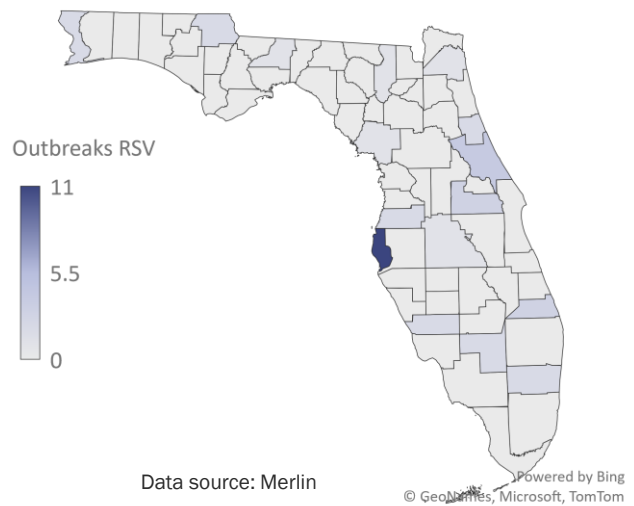 Outbreaks RSV
11
5.5
0
Data source: Merlin
Powered by Bing
© GeoNames, Microsoft, TomTom